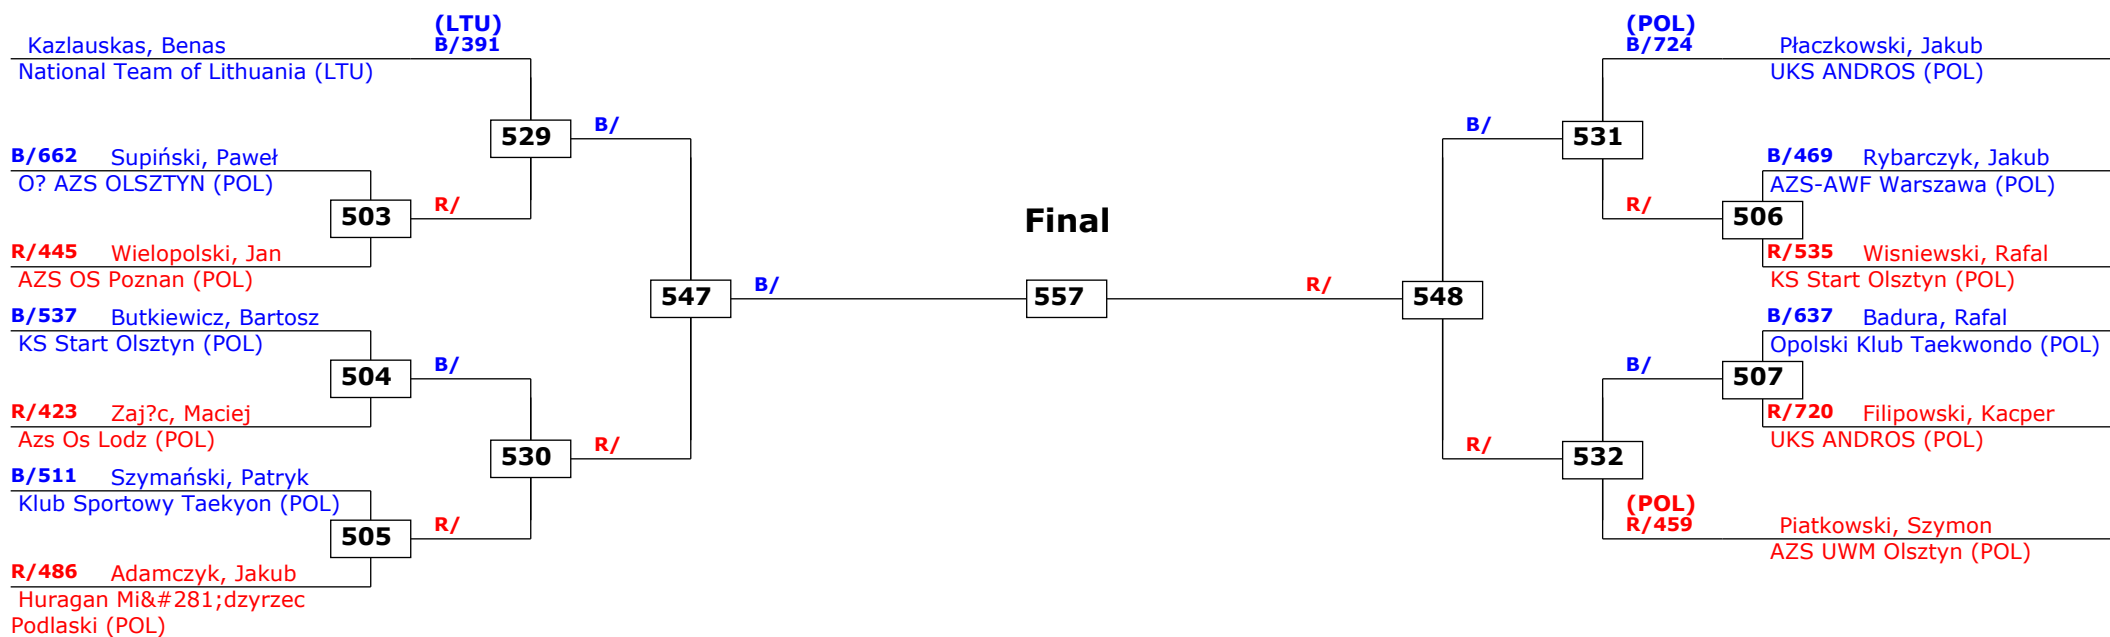 (LTU)
Kazlauskas, Benas B/391
National Team of Lithuania (LTU)
529
B/
B/662 Supiński, Paweł
O? AZS OLSZTYN (POL)
503
R/
R/445 Wielopolski, Jan
AZS OS Poznan (POL)
547
B/
B/537 Butkiewicz, Bartosz
KS Start Olsztyn (POL)
504
B/
R/423 Zaj?c, Maciej
Azs Os Lodz (POL)
530
R/
B/511 Szymański, Patryk
Klub Sportowy Taekyon (POL)
505
R/
R/486 Adamczyk, Jakub
Huragan Mi&#281;dzyrzec
Podlaski (POL)
Final
557
(POL)
B/724 Płaczkowski, Jakub
UKS ANDROS (POL)
B/
531
B/469 Rybarczyk, Jakub
AZS-AWF Warszawa (POL)
R/
506
R/535 Wisniewski, Rafal
KS Start Olsztyn (POL)
R/
548
B/637 Badura, Rafal
Opolski Klub Taekwondo (POL)
B/
507
R/720 Filipowski, Kacper
UKS ANDROS (POL)
R/
532
(POL)
R/459 Piatkowski, Szymon
AZS UWM Olsztyn (POL)